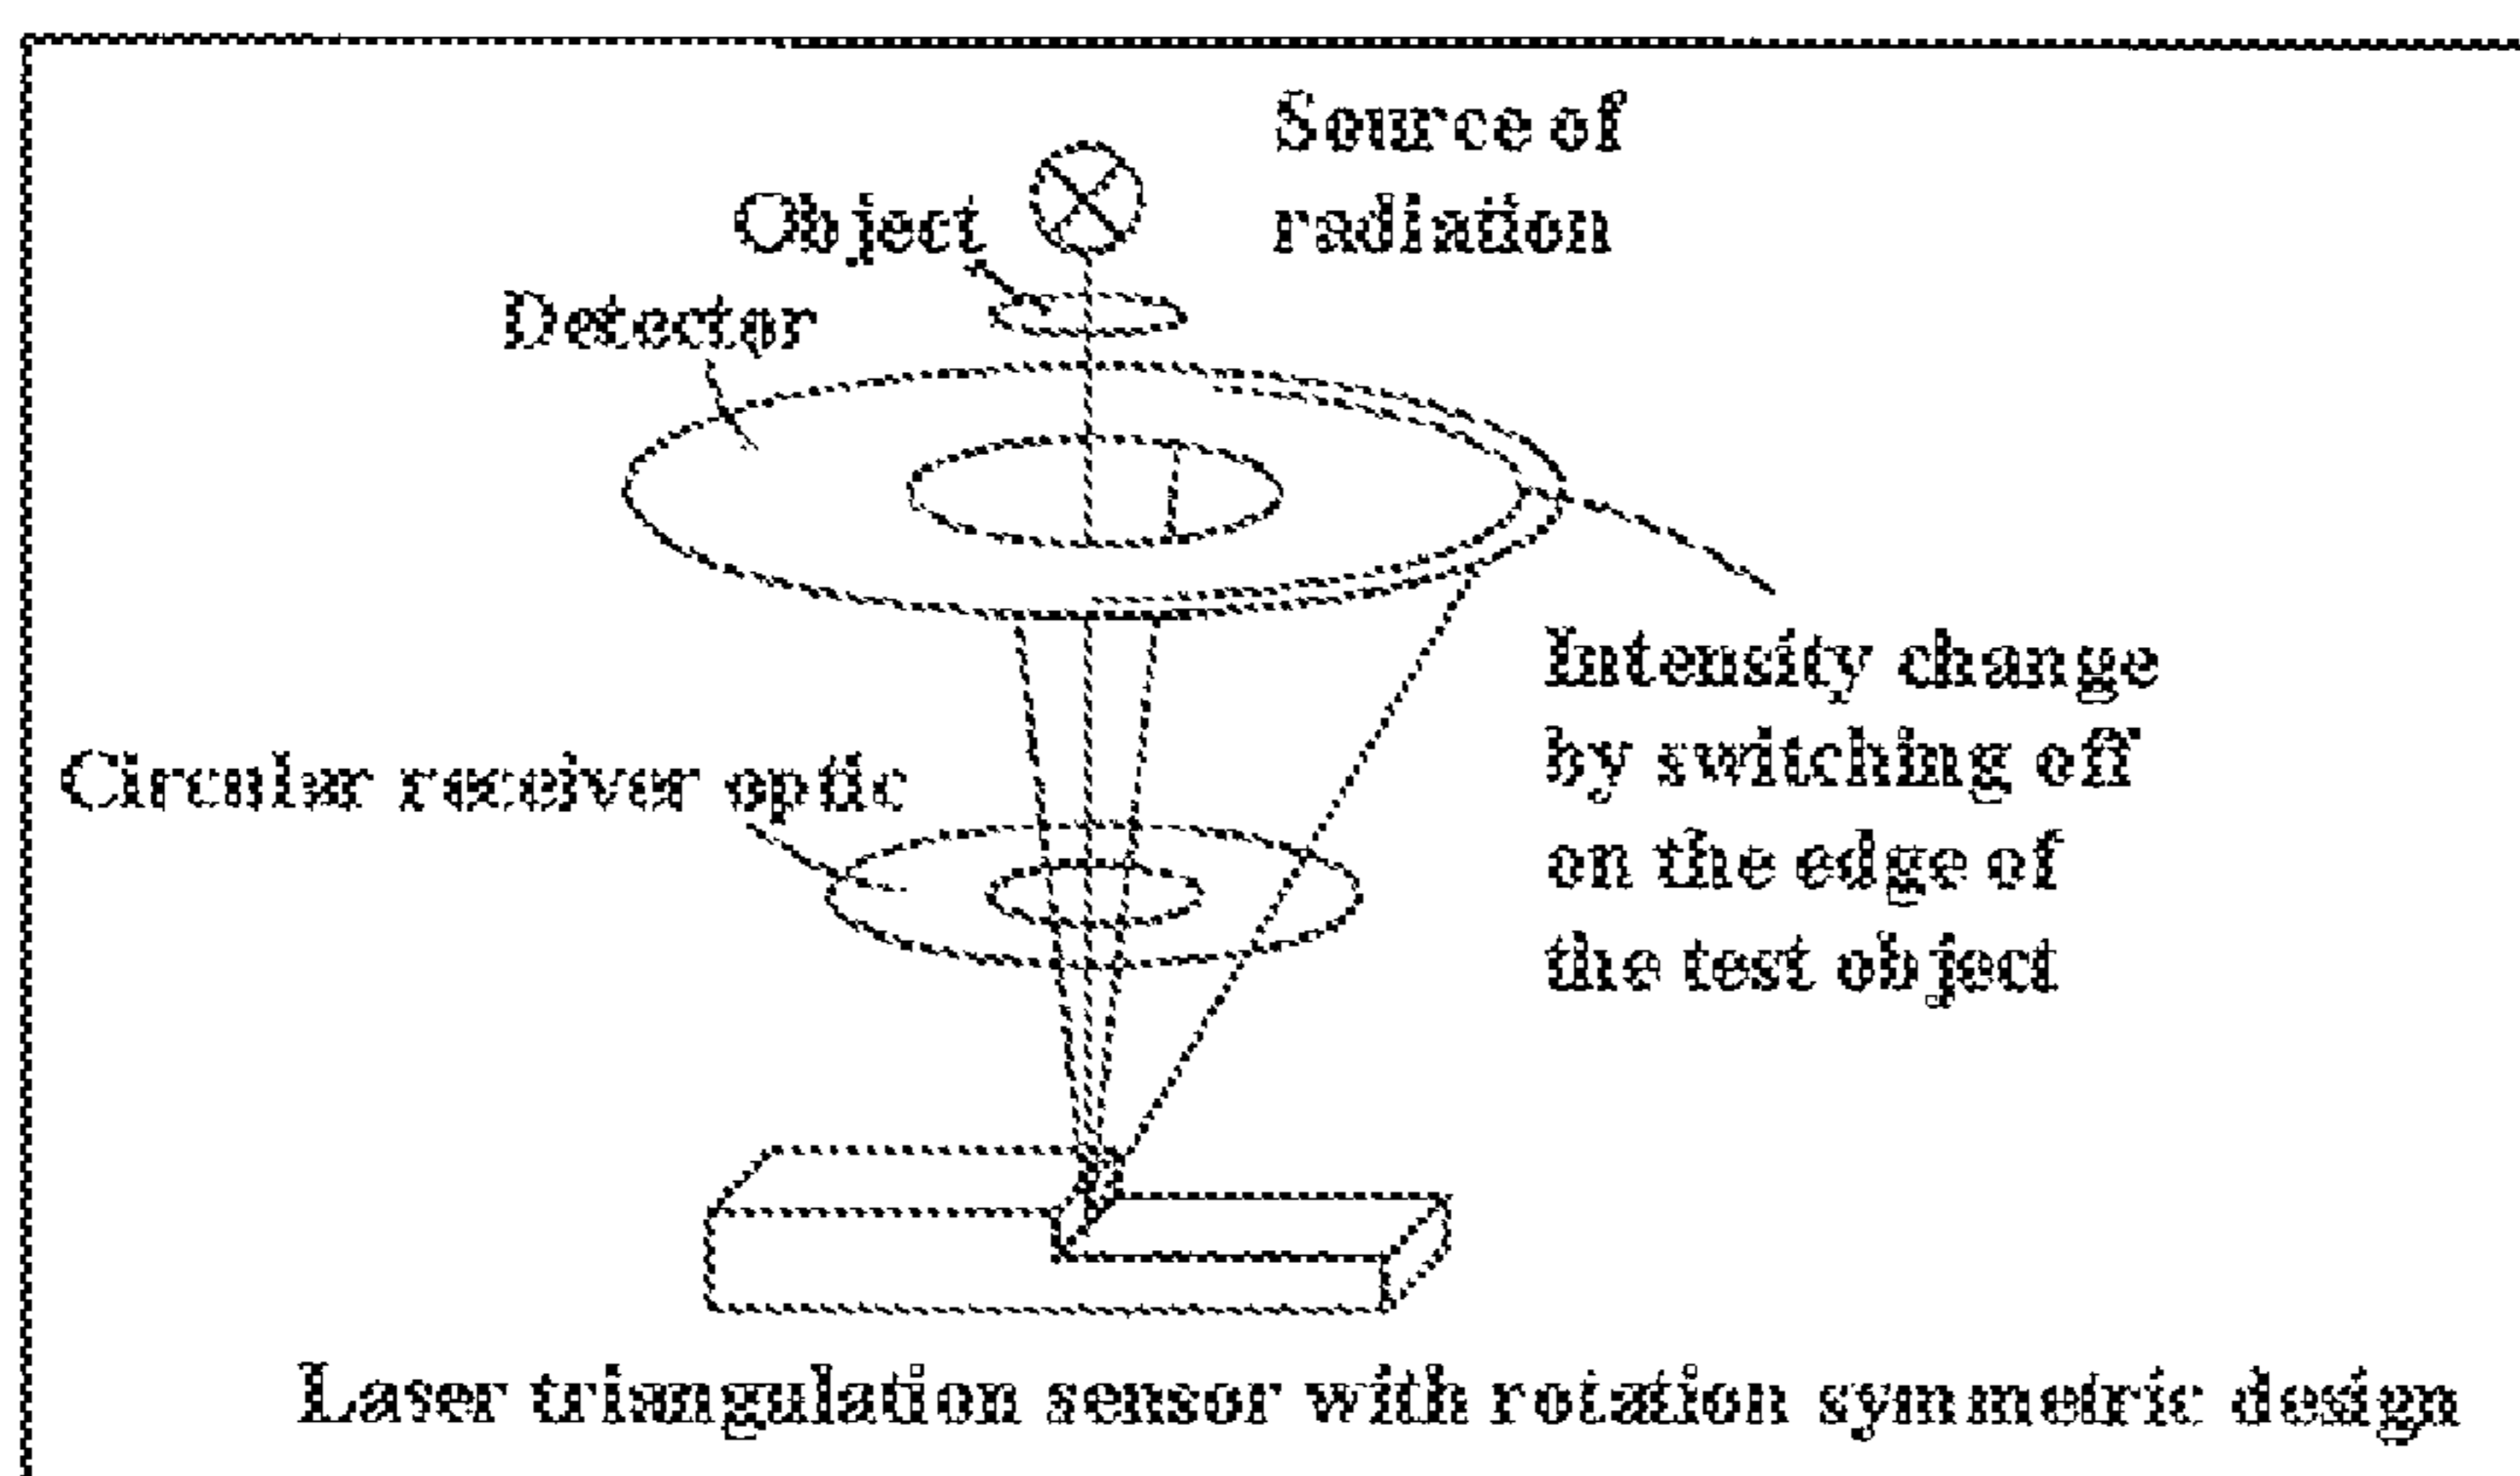 Source of
radiation
Object
Detector
Intensity change
by switching off
on the edge of
the test object
Circular receiver optic
Laser triangulation sensor with rotation symmetric design